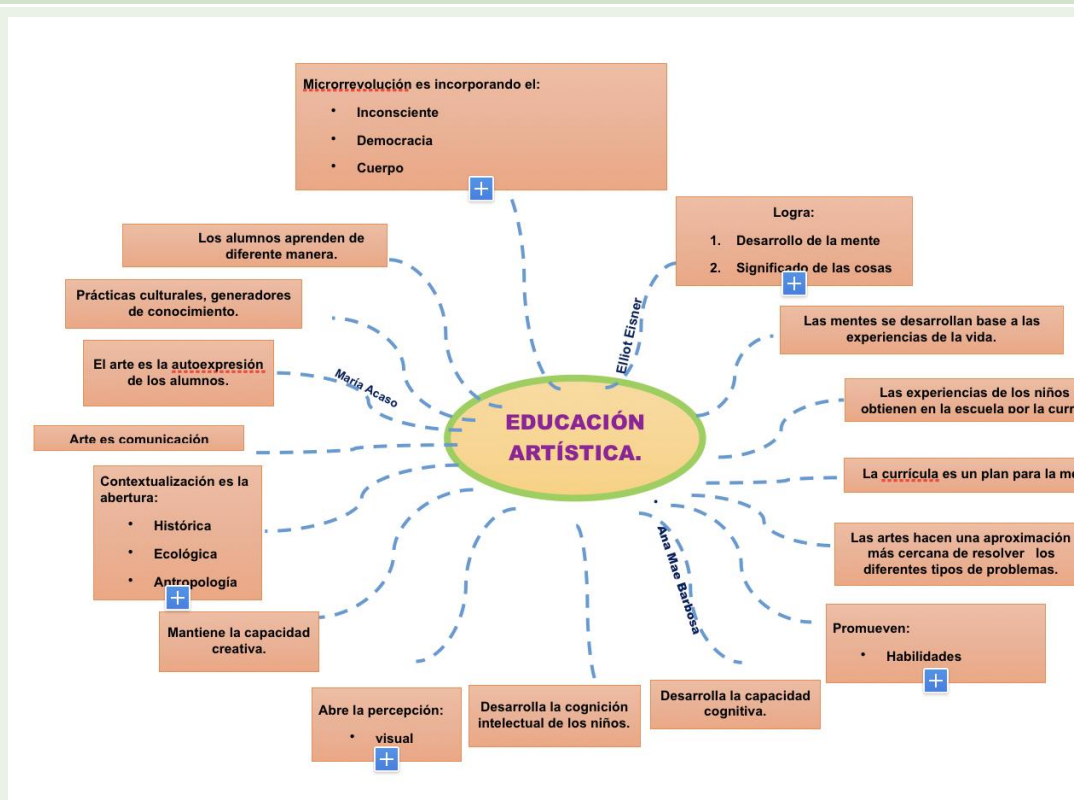 Microrrevolución es incorporando el:
• Inconsciente
• Democracia
• Cuerpo
Logra:
1. Desarrollo de la mente
2. Significado de las cosas
Los alumnos aprenden de
diferente manera.
Prácticas culturales, generadores
de conocimiento.
Elliot Eisner
Las mentes se desarrollan base a las
experiencias de la vida.
El arte es la autoexpresión
de los alumnos.
María Acaso
Las experiencias de los niños
obtienen en la escuela por la
EDUCACIÓN
ARTÍSTICA.
Arte es comunicación
La currícula es un plan para la
Contextualización es la
abertura:
• Histórica
• Ecológica
• Antropología
Las artes hacen una aproximación
más cercana de resolver los
diferentes tipos de problemas.
Ana Mae Barbosa
Mantiene la capacidad
creativa.
Promueven:
• Habilidades
Abre la percepción:
• visual
Desarrolla la cognición
intelectual de los niños.
Desarrolla la capacidad
cognitiva.